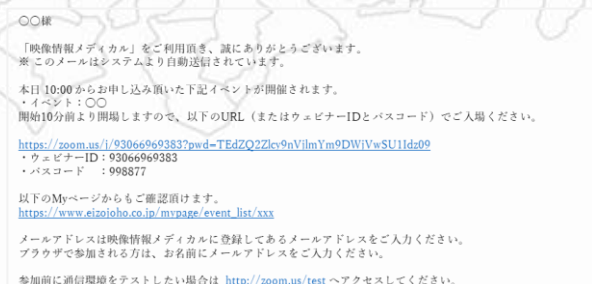 〇〇様
「映像情報メディカル」をご利用頂き、誠にありがとうございます。
※ このメールはシステムより自動送信されています。
本日 10:00 からお申し込み頂いた下記イベントが開催されます。
・イベント：〇〇
開始10分前より開場しますので、以下のURL（またはウェビナーIDとパスコード）でご入場ください。
https://zoom.us/j/93066969383?pwd=TEdZQ2Zlcv9nVjlmYm9DWjVwSU1Idz09
・ウェビナーID：93066969383
・パスコード　：998877
以下のMyページからもご確認頂けます。
https://www.eizojoho.co.jp/mypage/event_list/xxx
メールアドレスは映像情報メディカルに登録してあるメールアドレスをご入力ください。
ブラウザで参加される方は、お名前にメールアドレスをご入力ください。
参加前に通信環境をテストしたい場合は http://zoom.us/test へアクセスしてください。